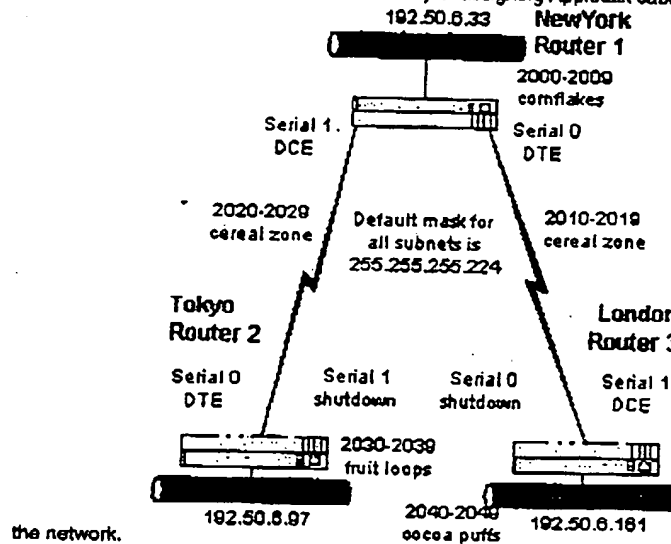 192.50.6.33
NewYork
Router 1
2000-2009
cornflakes
Serial 1.
DCE
Serial 0
DTE
2020-2029
cereal zone
Default mask for
all subnets is
255.255.255.224
2010-2019
cereal zone
Tokyo
Router 2
London
Router 3
Serial 0
DTE
Serial 1
shutdown
Serial 0
shutdown
Serial 1
DCE
2030-2039
fruit loops
192.50.6.97
2040-2049
cocoa puffs
192.50.6.161
the network.